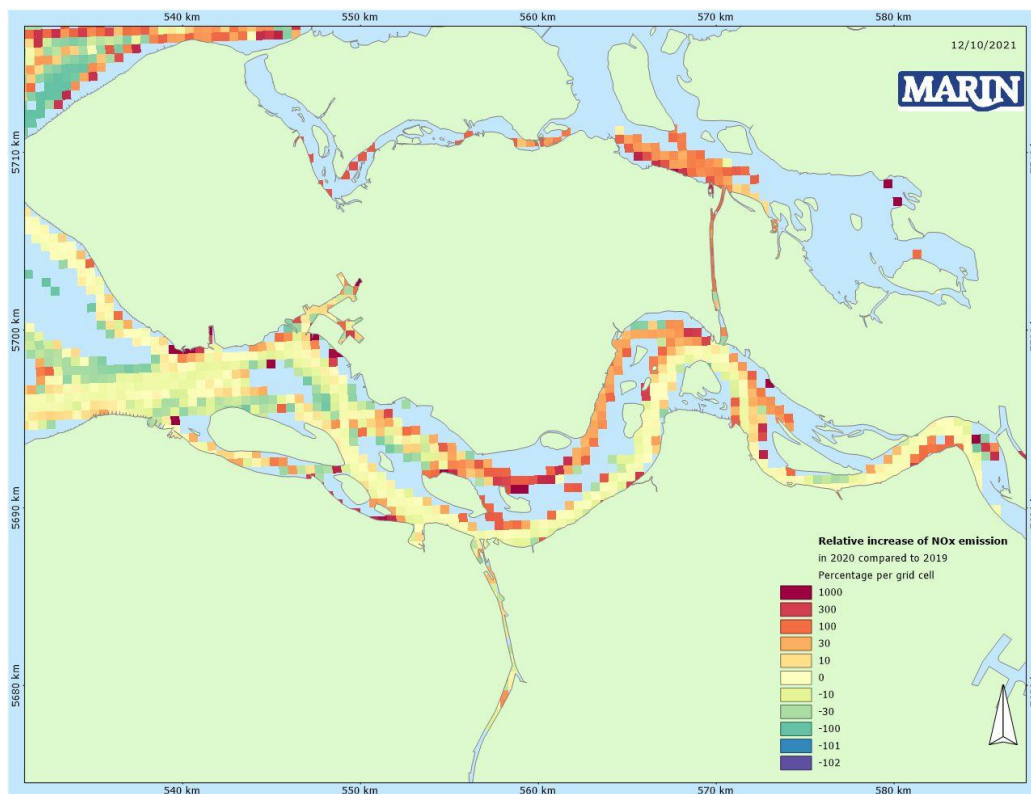 540 km
550 km
560 km
570 km
580 km
12/10/2021
MARIN
5710 km
5700 km
5690 km
5680 km
Relative increase of NOx emission
in 2020 compared to 2019
Percentage per grid cell
1000
300
100
30
10
0
-10
-30
-100
-101
-102
540 km
550 km
560 km
570 km
580 km